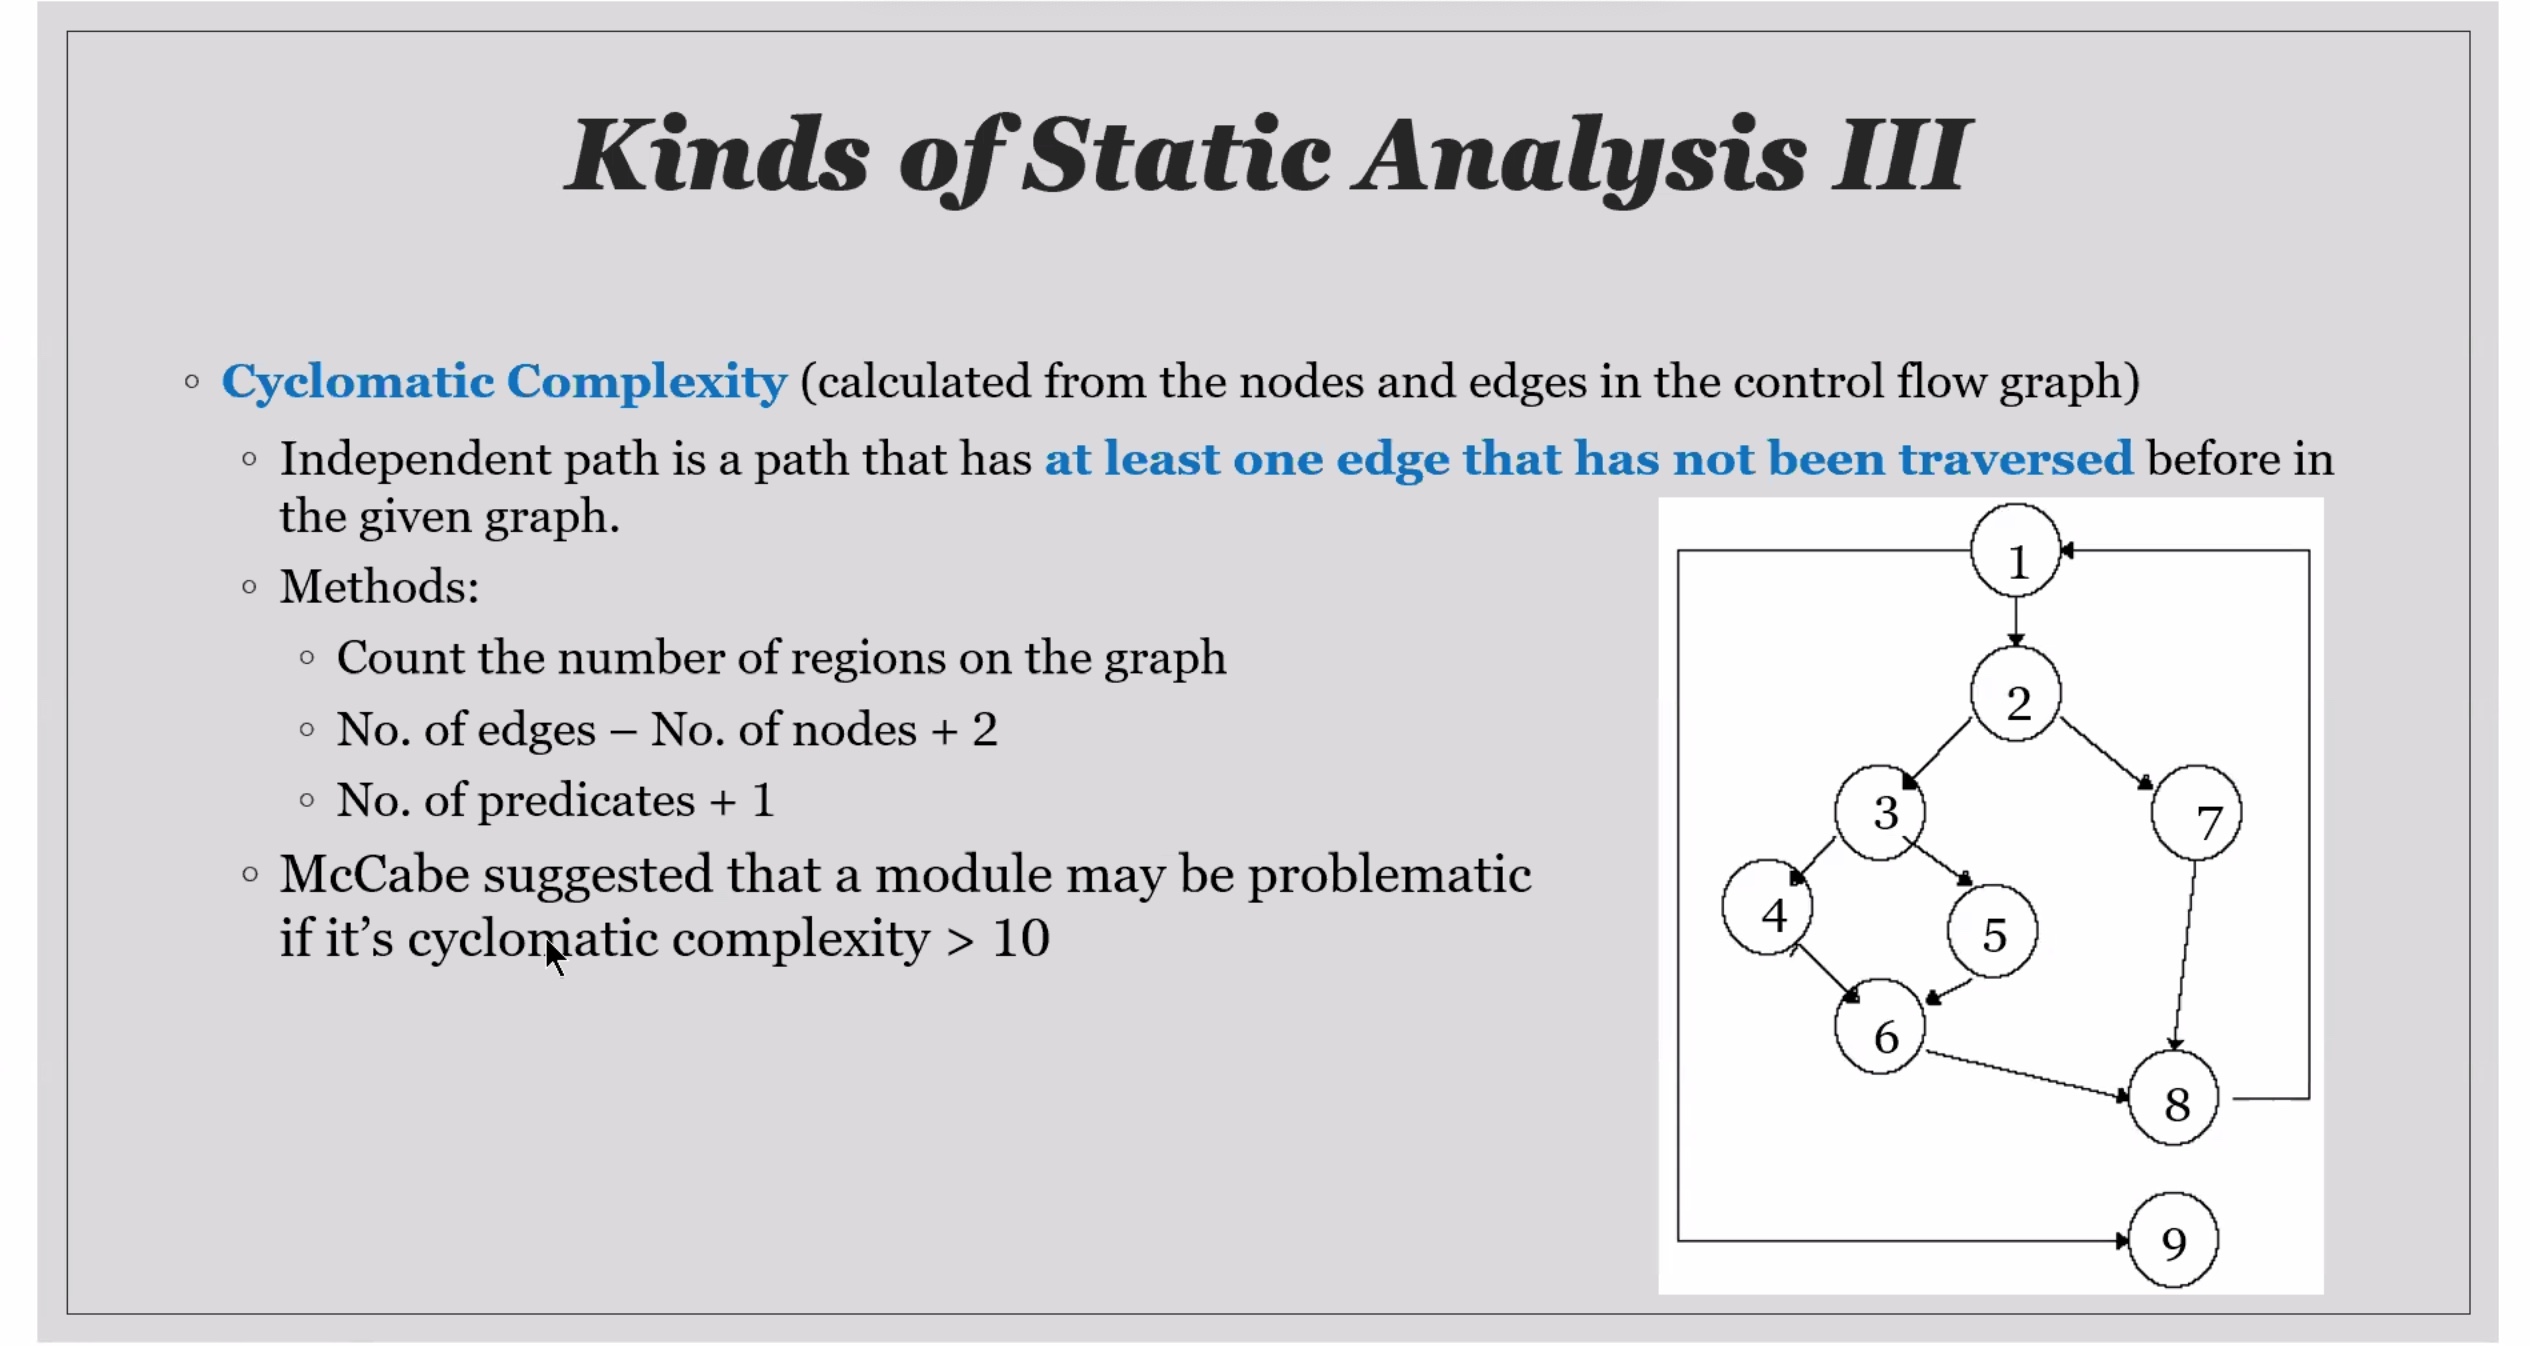 Kinds of Static Analysis III
◦ Cyclomatic Complexity (calculated from the nodes and edges in the control flow graph)
◦ Independent path is a path that has at least one edge that has not been traversed before in
the given graph.
◦ Methods:
◦ Count the number of regions on the graph
◦ No. of edges – No. of nodes + 2
◦ No. of predicates + 1
◦ McCabe suggested that a module may be problematic
if it’s cyclomatic complexity > 10
1
2
3
7
4
5
6
8
9